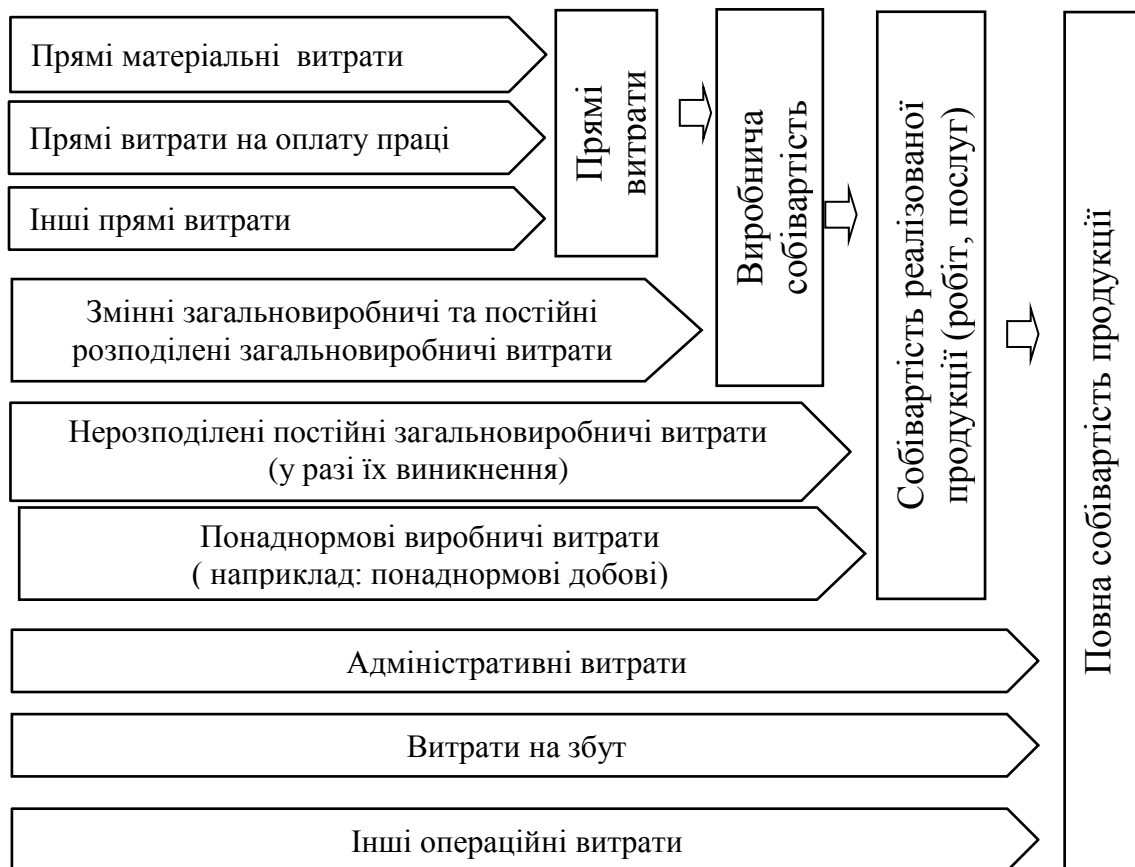 Прямі матеріальні витрати
Прямі витрати на оплату праці
Інші прямі витрати
Прямі
витрати
Змінні загальновиробничі та постійні
розподілені загальновиробничі витрати
Виробнича
собівартість
Нерозподілені постійні загальновиробничі витрати
(у разі їх виникнення)
Понаднормові виробничі витрати
( наприклад: понаднормові добові)
Собівартість реалізованої
продукції (робіт, послуг)
Адміністративні витрати
Витрати на збут
Інші операційні витрати
Повна собівартість продукції